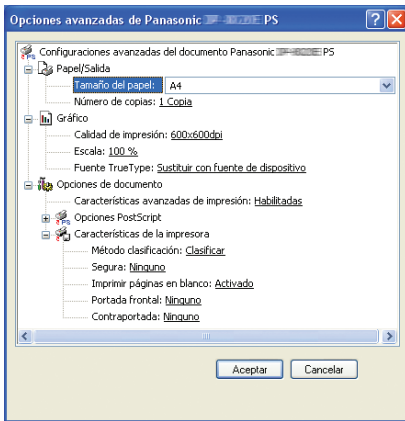 Opciones avanzadas de Panasonic PS
Configuraciones avanzadas del documento Panasonic PS
Papel/Salida
Tamaño del papel: A4
Número de copias: 1 Copia
Gráfico
Calidad de impresión: 600x600dpi
Escala: 100 %
Fuente TrueType: Sustituir con fuente de dispositivo
Opciones de documento
Características avanzadas de impresión: Habilitadas
Opciones PostScript
Características de la impresora
Método clasificación: Clasificar
Segura: Ninguno
Imprimir páginas en blanco: Activado
Portada frontal: Ninguno
Contraportada: Ninguno
Aceptar Cancelar